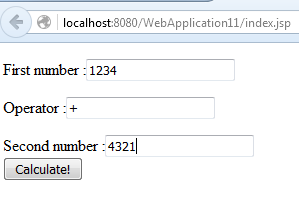 localhost:8080/WebApplication11/index.jsp
First number :1234
Operator :+
Second number :4321
Calculate!